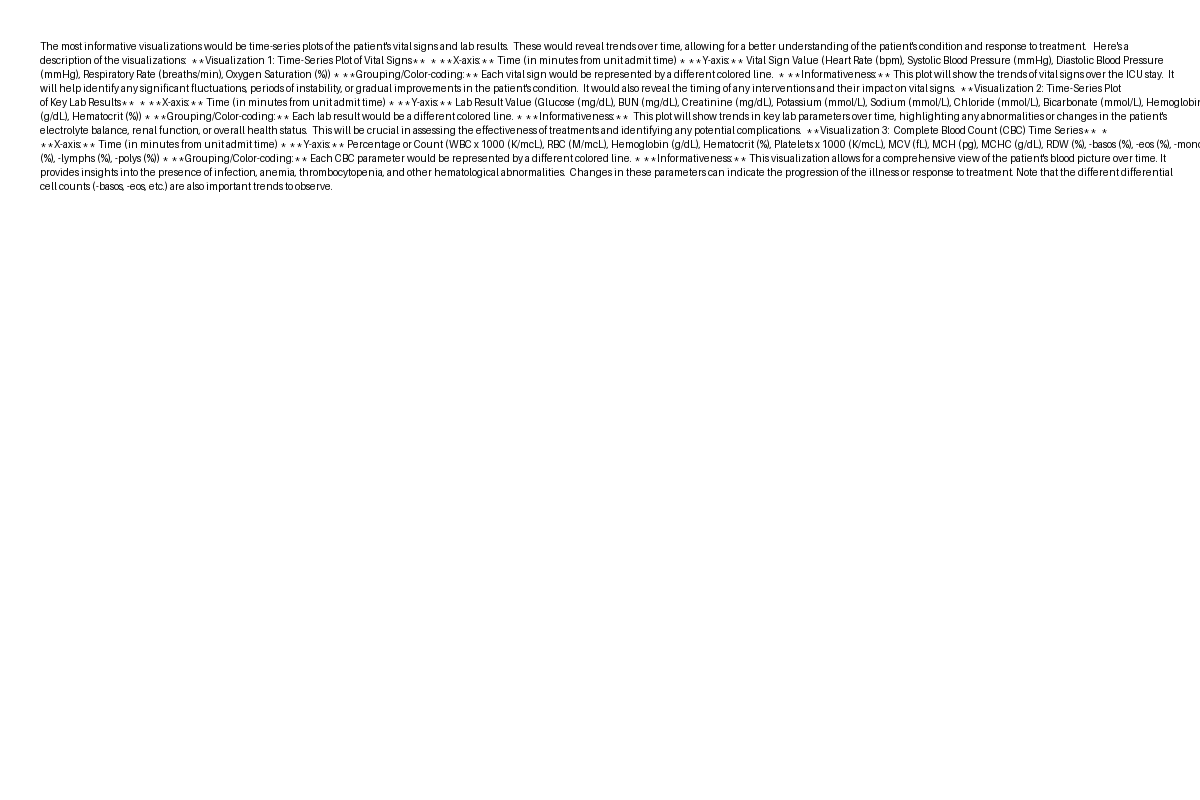 The most informative visualizations would be time-series plots of the patient's vital signs and lab results.  These would reveal trends over time, allowing for a better understanding of the patient's condition and response to treatment.  Here's a
description of the visualizations:  **Visualization 1: Time-Series Plot of Vital Signs**  * **X-axis:** Time (in minutes from unit admit time) * **Y-axis:** Vital Sign Value (Heart Rate (bpm), Systolic Blood Pressure (mmHg), Diastolic Blood Pressure
(mmHg), Respiratory Rate (breaths/min), Oxygen Saturation (%)) * **Grouping/Color-coding:** Each vital sign would be represented by a different colored line.  * **Informativeness:** This plot will show the trends of vital signs over the ICU stay.  It
will help identify any significant fluctuations, periods of instability, or gradual improvements in the patient's condition.  It would also reveal the timing of any interventions and their impact on vital signs.  **Visualization 2: Time-Series Plot
of Key Lab Results**  * **X-axis:** Time (in minutes from unit admit time) * **Y-axis:** Lab Result Value (Glucose (mg/dL), BUN (mg/dL), Creatinine (mg/dL), Potassium (mmol/L), Sodium (mmol/L), Chloride (mmol/L), Bicarbonate (mmol/L), Hemoglobin
(g/dL), Hematocrit (%)) * **Grouping/Color-coding:** Each lab result would be a different colored line. * **Informativeness:**  This plot will show trends in key lab parameters over time, highlighting any abnormalities or changes in the patient's
electrolyte balance, renal function, or overall health status.  This will be crucial in assessing the effectiveness of treatments and identifying any potential complications.  **Visualization 3:  Complete Blood Count (CBC) Time Series**  *
**X-axis:** Time (in minutes from unit admit time) * **Y-axis:** Percentage or Count (WBC x 1000 (K/mcL), RBC (M/mcL), Hemoglobin (g/dL), Hematocrit (%), Platelets x 1000 (K/mcL), MCV (fL), MCH (pg), MCHC (g/dL), RDW (%), -basos (%), -eos (%), -mono
(%), -lymphs (%), -polys (%)) * **Grouping/Color-coding:** Each CBC parameter would be represented by a different colored line. * **Informativeness:** This visualization allows for a comprehensive view of the patient's blood picture over time. It
provides insights into the presence of infection, anemia, thrombocytopenia, and other hematological abnormalities.  Changes in these parameters can indicate the progression of the illness or response to treatment. Note that the different differential
cell counts (-basos, -eos, etc.) are also important trends to observe.